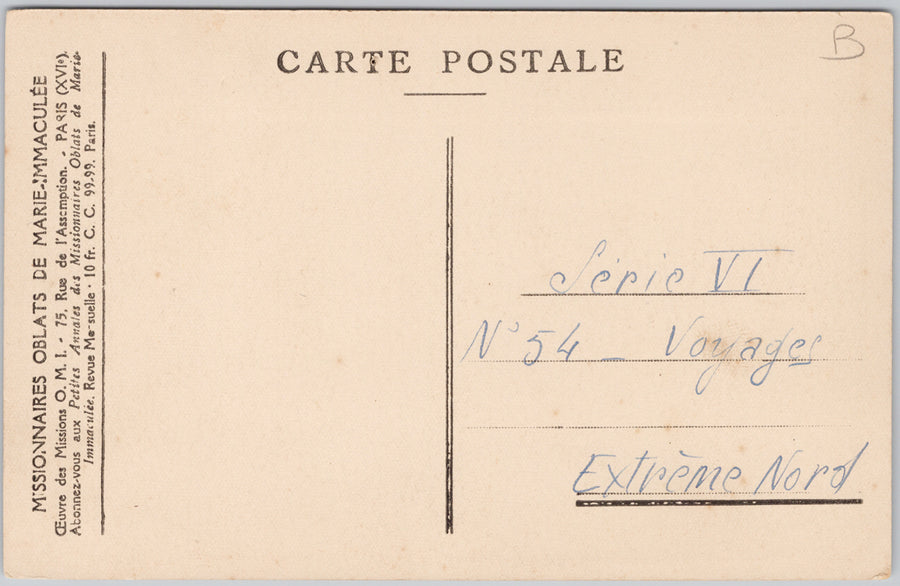 B
CARTE POSTALE
MISSIONNAIRES OBLATS DE MARIE-IMMACULÉE
Œuvre des Missions O. M. I. - 75, Rue de l'Assomption. - PARIS (XVIe).
Abonnez-vous aux Petites Annales des Missionnaires Oblats de Marie-
Immaculée. Revue Mensuelle · 10 fr. C. C. 99-99. Paris.
Série VI
N° 54 - Voyages
Extrème Nord